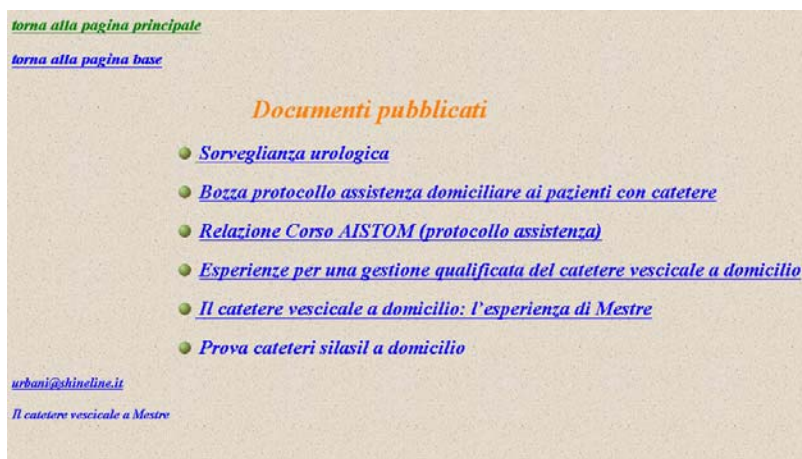 torna alla pagina principale
torna alla pagina base
Documenti pubblicati
Sorveglianza urologica
Bozza protocollo assistenza domiciliare ai pazienti con catetere
Relazione Corso AISTOM (protocollo assistenza)
Esperienze per una gestione qualificata del catetere vescicale a domicilio
Il catetere vescicale a domicilio: l'esperienza di Mestre
Prova cateteri silasil a domicilio
urbani@shineline.it
Il catetere vescicale a Mestre